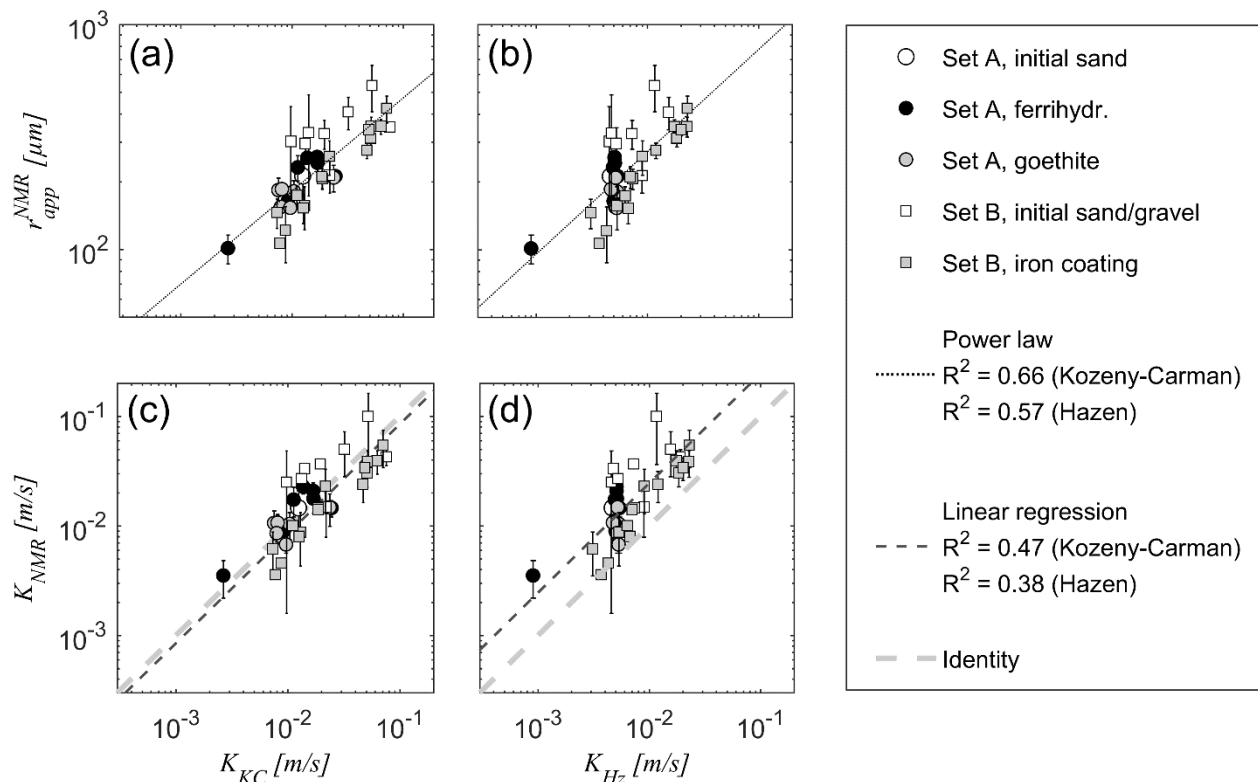 10^3
(a)
(b)
r_app^NMR [μm]
10^2
Set A, initial sand
Set A, ferrihydr.
Set A, goethite
Set B, initial sand/gravel
Set B, iron coating
Power law
R^2 = 0.66 (Kozeny-Carman)
R^2 = 0.57 (Hazen)
Linear regression
R^2 = 0.47 (Kozeny-Carman)
R^2 = 0.38 (Hazen)
Identity
(c)
(d)
10^-1
10^-2
10^-3
K_NMR [m/s]
10^-3 10^-2 10^-1
10^-3 10^-2 10^-1
K_KC [m/s]
K_Hz [m/s]